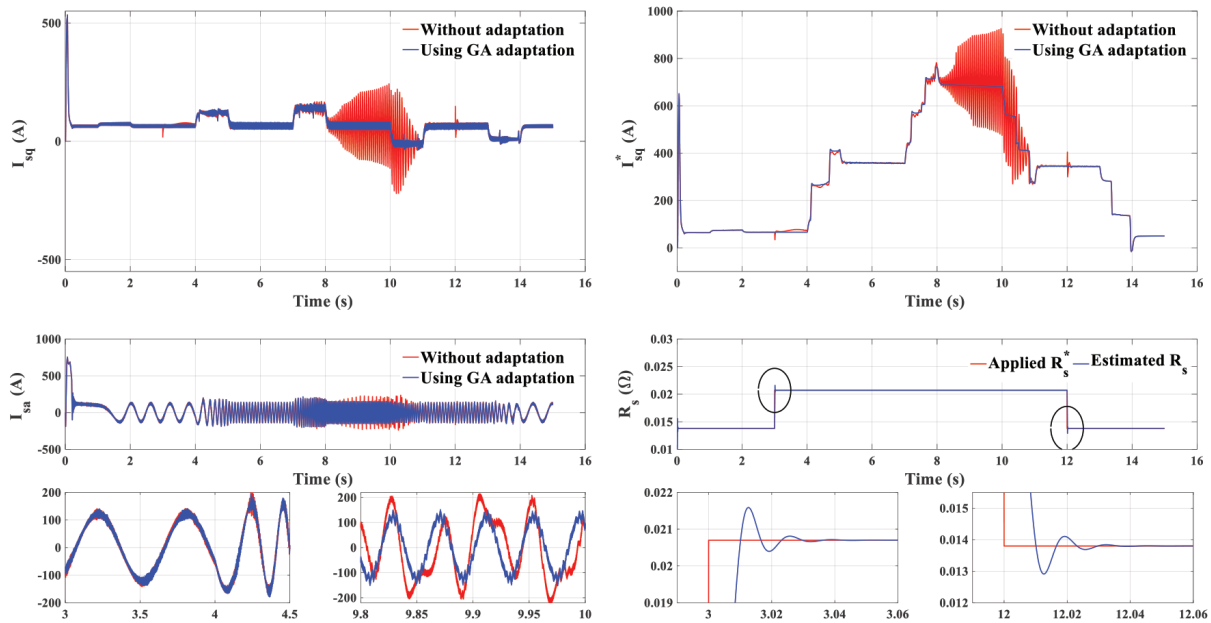 500
0
-500
I_sq (A)
Without adaptation
Using GA adaptation
0 2 4 6 8 10 12 14 16
Time (s)
1000
800
600
400
200
0
I*_sq (A)
Without adaptation
Using GA adaptation
0 2 4 6 8 10 12 14 16
Time (s)
1000
500
0
-500
I_sa (A)
Without adaptation
Using GA adaptation
0 2 4 6 8 10 12 14 16
Time (s)
0.03
0.025
0.02
0.015
0.01
R_s (Ω)
Applied R*_s Estimated R_s
0 2 4 6 8 10 12 14 16
Time (s)
200
100
0
-100
-200
3 3.5 4 4.5
200
100
0
-100
-200
9.8 9.85 9.9 9.95 10
0.022
0.021
0.02
0.019
3 3.02 3.04 3.06
0.015
0.014
0.013
0.012
12 12.02 12.04 12.06